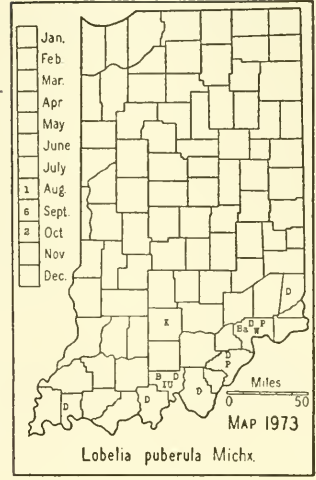 Jan.
Feb.
Mar.
Apr
May
June
July
1 Aug.
6 Sept.
2 Oct
Nov
Dec.
D
K
D P
Ba W
D
P
B D
IU
D
D
D
Miles
0 50
MAP 1973
Lobelia puberula Michx.